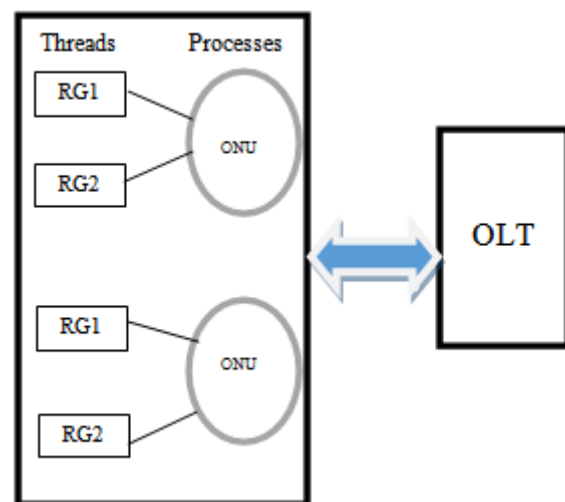 Threads Processes
RG1
ONU
RG2
OLT
RG1
ONU
RG2